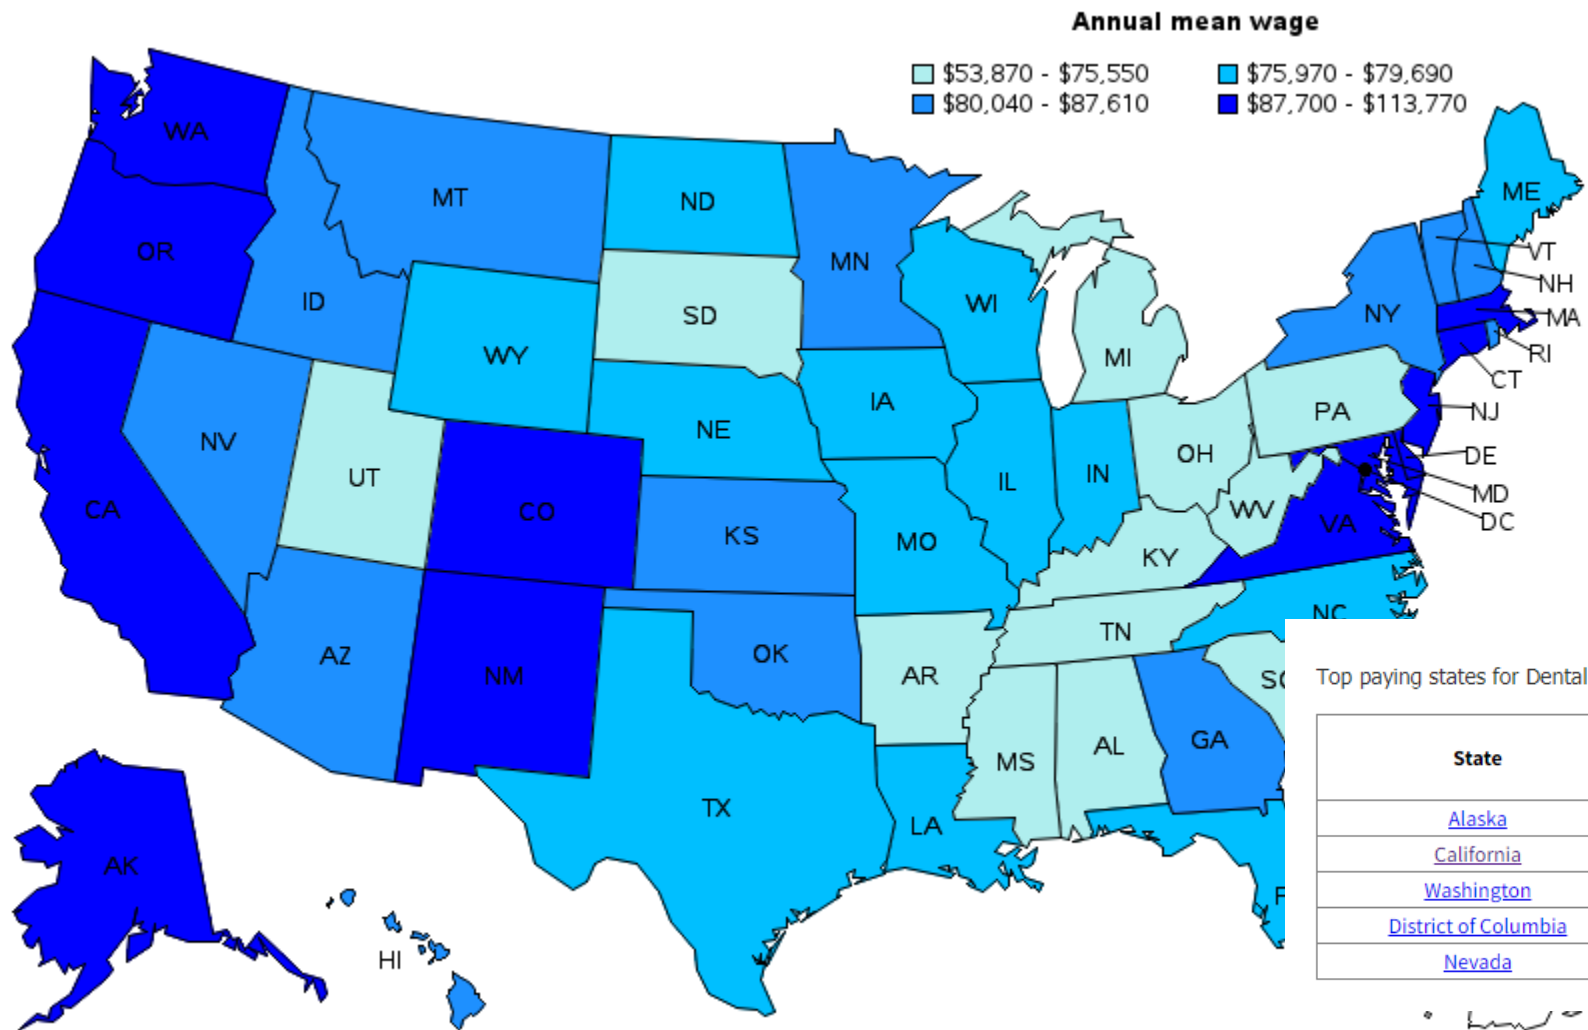 Annual mean wage
$53,870 - $75,550 $75,970 - $79,690
$80,040 - $87,610 $87,700 - $113,770
WA
MT
ND
ME
OR
MN
VT
ID
NH
SD
WI
NY
MA
WY
MI
RI
IA
CT
NV
NE
PA
NJ
UT
OH
DE
CA
CO
IL
IN
MD
WV
DC
KS
MO
VA
KY
NC
AZ
OK
TN
NM
AR
SC
MS
AL
GA
TX
LA
AK
HI
Top paying states for Dental
State
Alaska
California
Washington
District of Columbia
Nevada